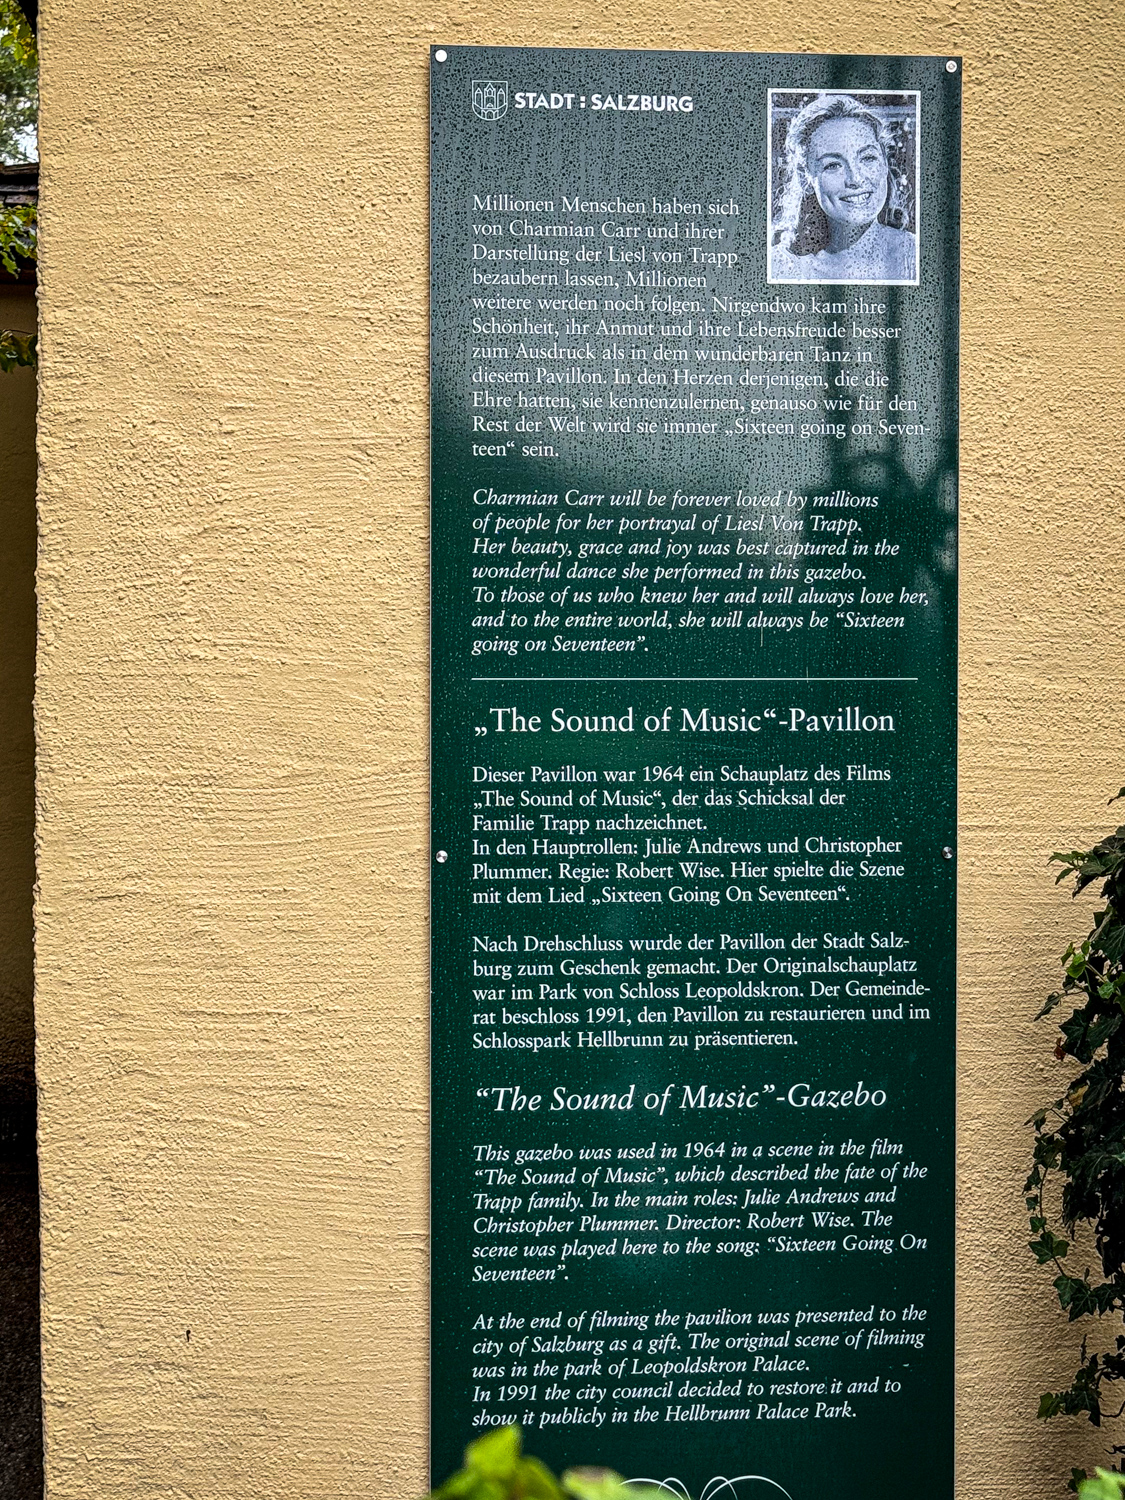 STADT : SALZBURG
Millionen Menschen haben sich
von Charmian Carr und ihrer
Darstellung der Liesl von Trapp
bezaubern lassen, Millionen
weitere werden noch folgen. Nirgendwo kam ihre
Schönheit, ihr Anmut und ihre Lebensfreude besser
zum Ausdruck als in dem wunderbaren Tanz in
diesem Pavillon. In den Herzen derjenigen, die die
Ehre hatten, sie kennenzulernen, genauso wie für den
Rest der Welt wird sie immer „Sixteen going on Seven-
teen“ sein.
Charmian Carr will be forever loved by millions
of people for her portrayal of Liesl Von Trapp.
Her beauty, grace and joy was best captured in the
wonderful dance she performed in this gazebo.
To those of us who knew her and will always love her,
and to the entire world, she will always be “Sixteen
going on Seventeen”.
„The Sound of Music“-Pavillon
Dieser Pavillon war 1964 ein Schauplatz des Films
„The Sound of Music“, der das Schicksal der
Familie Trapp nachzeichnet.
In den Hauptrollen: Julie Andrews und Christopher
Plummer. Regie: Robert Wise. Hier spielte die Szene
mit dem Lied „Sixteen Going On Seventeen“.
Nach Drehschluss wurde der Pavillon der Stadt Salz-
burg zum Geschenk gemacht. Der Originalschauplatz
war im Park von Schloss Leopoldskron. Der Gemeinde-
rat beschloss 1991, den Pavillon zu restaurieren und im
Schlosspark Hellbrunn zu präsentieren.
“The Sound of Music”-Gazebo
This gazebo was used in 1964 in a scene in the film
“The Sound of Music”, which described the fate of the
Trapp family. In the main roles: Julie Andrews and
Christopher Plummer. Director: Robert Wise. The
scene was played here to the song: “Sixteen Going On
Seventeen”.
At the end of filming the pavilion was presented to the
city of Salzburg as a gift. The original scene of filming
was in the park of Leopoldskron Palace.
In 1991 the city council decided to restore it and to
show it publicly in the Hellbrunn Palace Park.